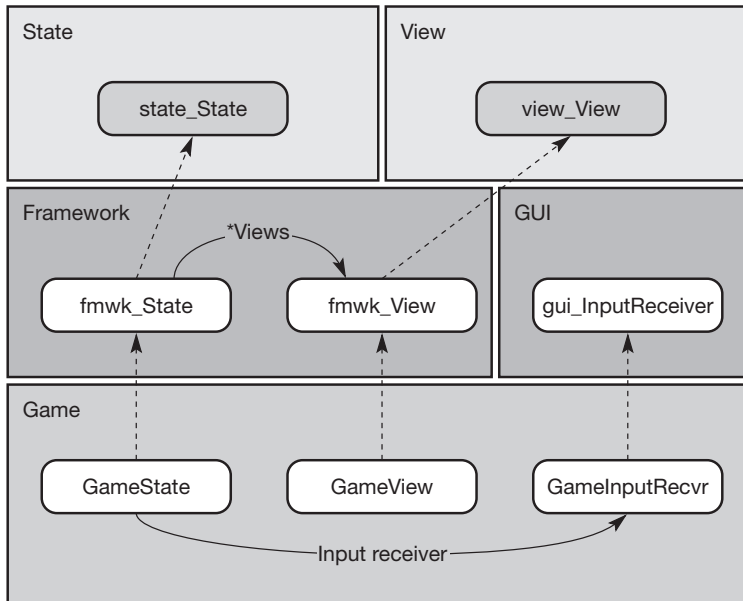 State
View
state_State
view_View
Framework
GUI
*Views
fmwk_State
fmwk_View
gui_InputReceiver
Game
GameState
GameView
GameInputRecvr
Input receiver